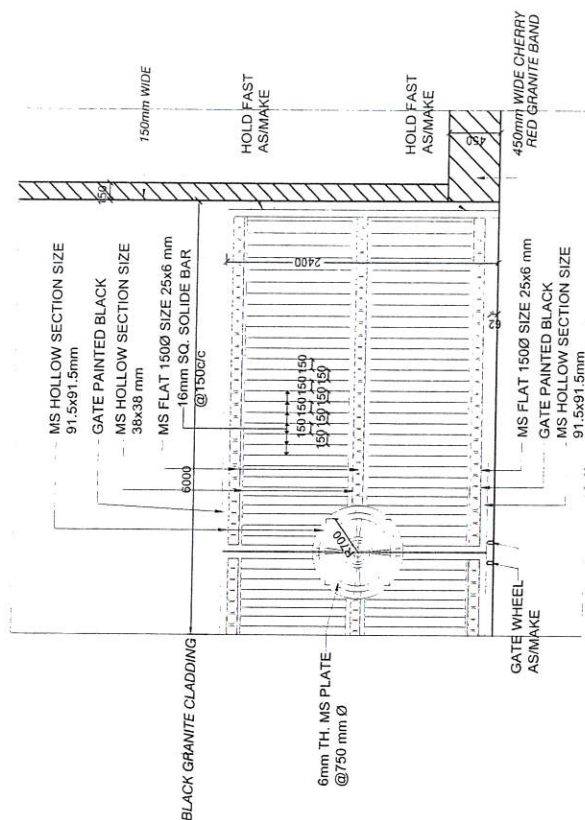 MS HOLLOW SECTION SIZE
91.5x91.5mm
GATE PAINTED BLACK
MS HOLLOW SECTION SIZE
38x38 mm
MS FLAT 150Ø SIZE 25x6 mm
16mm SQ. SOLIDE BAR
@150c/c
150mm WIDE
HOLD FAST
AS/MAKE
HOLD FAST
AS/MAKE
450mm WIDE CHERRY
RED GRANITE BAND
BLACK GRANITE CLADDING
6000
150
2400
450
62
150
150
150
150
150
150
150
150
R700
6mm TH. MS PLATE
@750 mm Ø
GATE WHEEL
AS/MAKE
MS FLAT 150Ø SIZE 25x6 mm
GATE PAINTED BLACK
MS HOLLOW SECTION SIZE
91.5x91.5mm